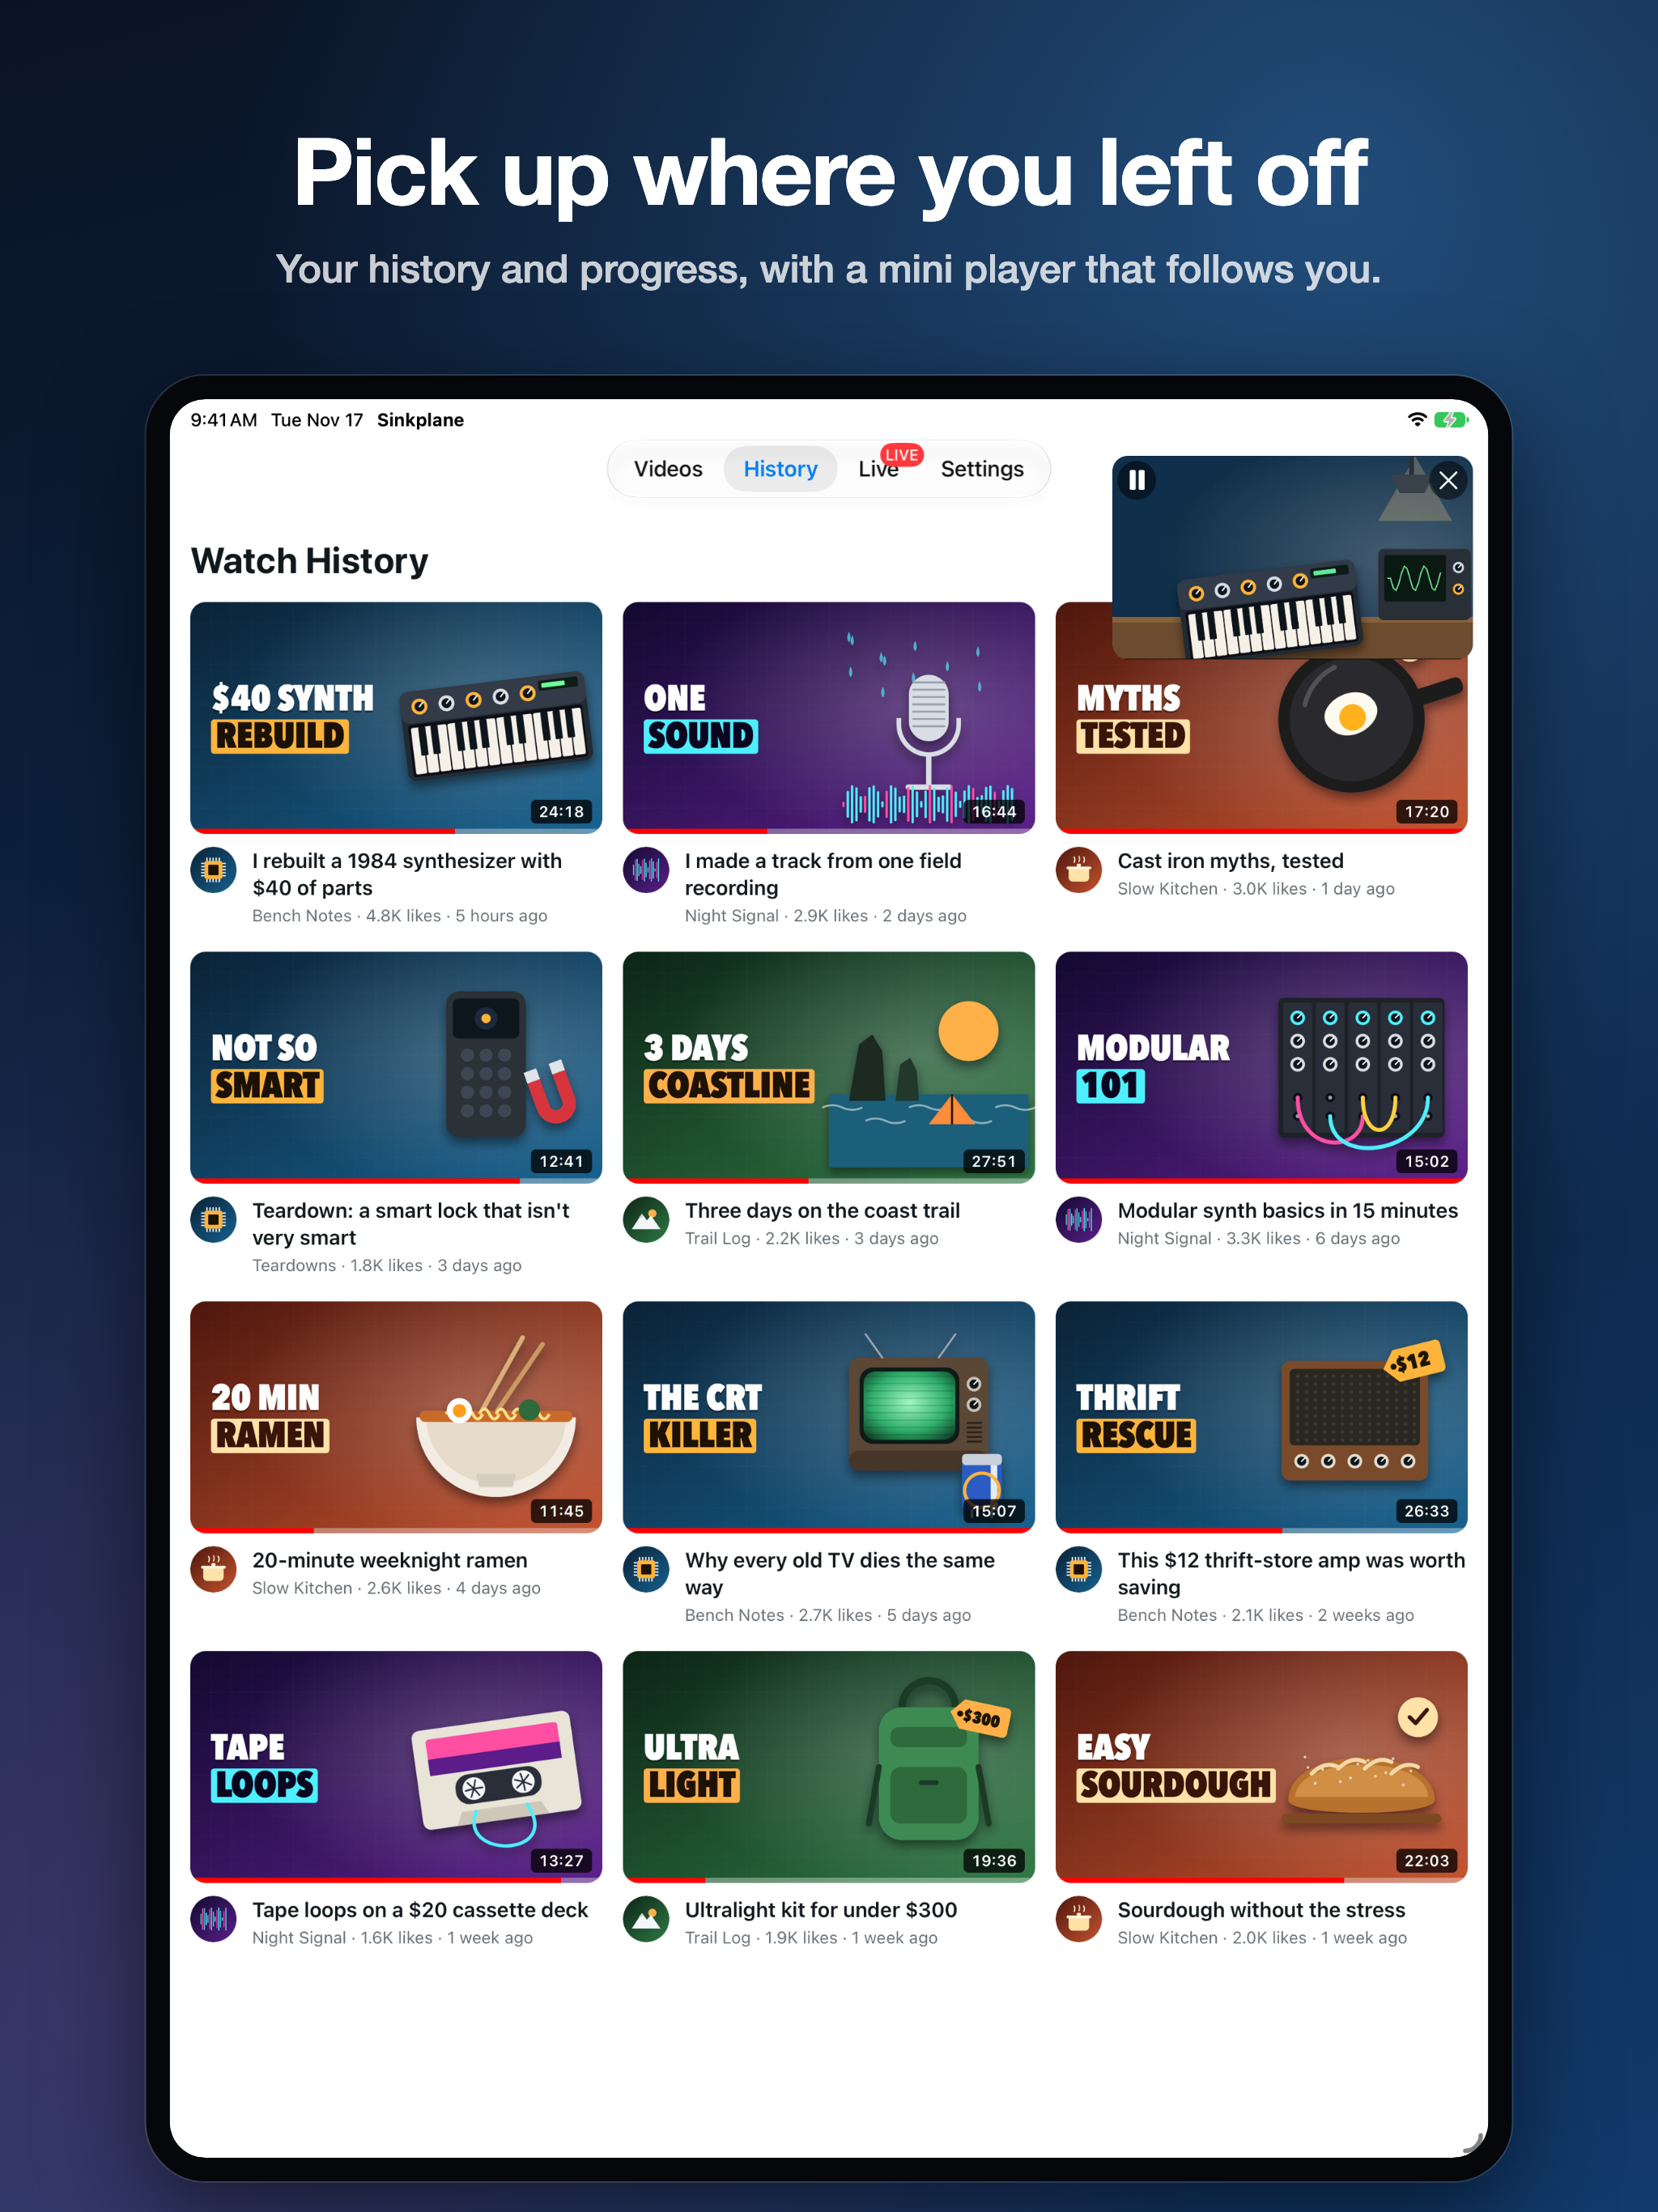 Pick up where you left off
Your history and progress, with a mini player that follows you.
9:41 AM Tue Nov 17 Sinkplane
Videos History Live LIVE Settings
Watch History
$40 SYNTH
REBUILD
24:18
I rebuilt a 1984 synthesizer with
$40 of parts
Bench Notes · 4.8K likes · 5 hours ago
ONE
SOUND
16:44
I made a track from one field
recording
Night Signal · 2.9K likes · 2 days ago
MYTHS
TESTED
17:20
Cast iron myths, tested
Slow Kitchen · 3.0K likes · 1 day ago
NOT SO
SMART
12:41
Teardown: a smart lock that isn't
very smart
Teardowns · 1.8K likes · 3 days ago
3 DAYS
COASTLINE
27:51
Three days on the coast trail
Trail Log · 2.2K likes · 3 days ago
MODULAR
101
15:02
Modular synth basics in 15 minutes
Night Signal · 3.3K likes · 6 days ago
20 MIN
RAMEN
11:45
20-minute weeknight ramen
Slow Kitchen · 2.6K likes · 4 days ago
THE CRT
KILLER
15:07
Why every old TV dies the same
way
Bench Notes · 2.7K likes · 5 days ago
THRIFT
RESCUE
$12
26:33
This $12 thrift-store amp was worth
saving
Bench Notes · 2.1K likes · 2 weeks ago
TAPE
LOOPS
13:27
Tape loops on a $20 cassette deck
Night Signal · 1.6K likes · 1 week ago
ULTRA
LIGHT
$300
19:36
Ultralight kit for under $300
Trail Log · 1.9K likes · 1 week ago
EASY
SOURDOUGH
22:03
Sourdough without the stress
Slow Kitchen · 2.0K likes · 1 week ago